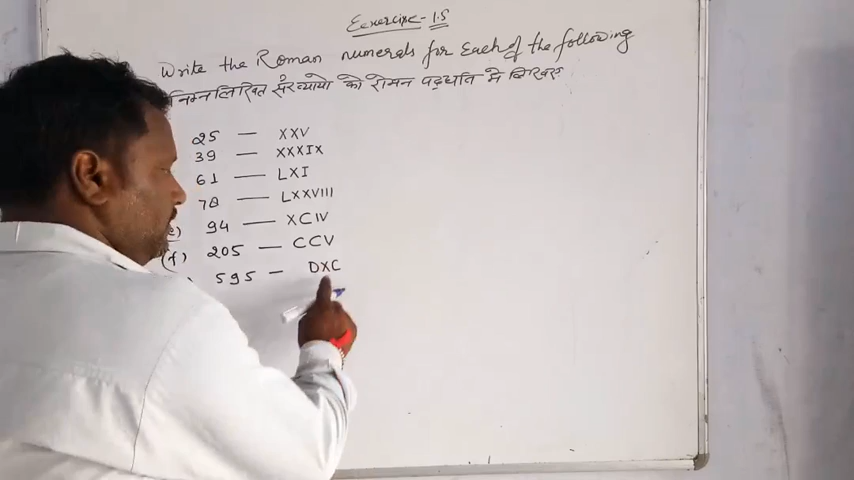 Exercise - 1.5
Write the Roman numerals for Each of the following
निम्नलिखित संख्यायो को रोमन पद्धति मे लिखिए
25 — XXV
39 — XXXIX
61 — LXI
78 — LXXVIII
94 — XCIV
(f) 205 — CCV
595 — DXC